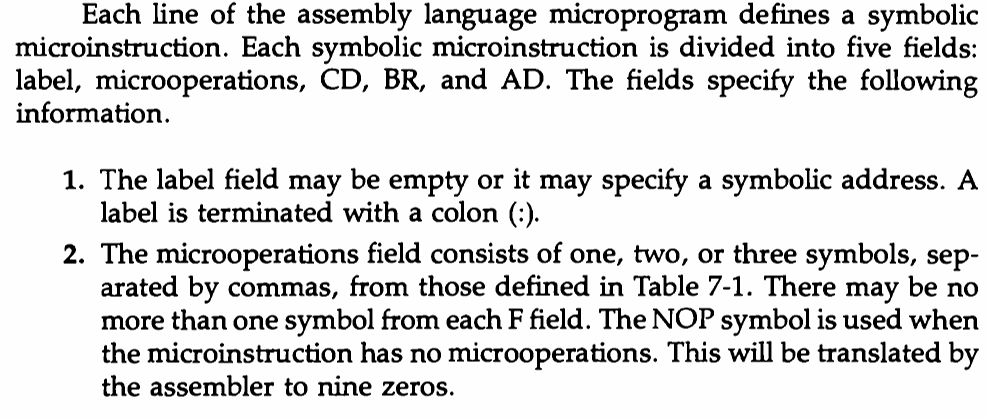 Each line of the assembly language microprogram defines a symbolic
microinstruction. Each symbolic microinstruction is divided into five fields:
label, microoperations, CD, BR, and AD. The fields specify the following
information.
1. The label field may be empty or it may specify a symbolic address. A
label is terminated with a colon (:).
2. The microoperations field consists of one, two, or three symbols, sep-
arated by commas, from those defined in Table 7-1. There may be no
more than one symbol from each F field. The NOP symbol is used when
the microinstruction has no microoperations. This will be translated by
the assembler to nine zeros.